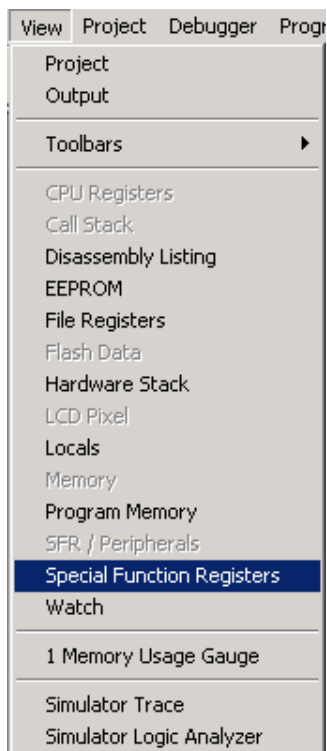 View Project Debugger Progr
Project
Output
Toolbars
CPU Registers
Call Stack
Disassembly Listing
EEPROM
File Registers
Flash Data
Hardware Stack
LCD Pixel
Locals
Memory
Program Memory
SFR / Peripherals
Special Function Registers
Watch
1 Memory Usage Gauge
Simulator Trace
Simulator Logic Analyzer